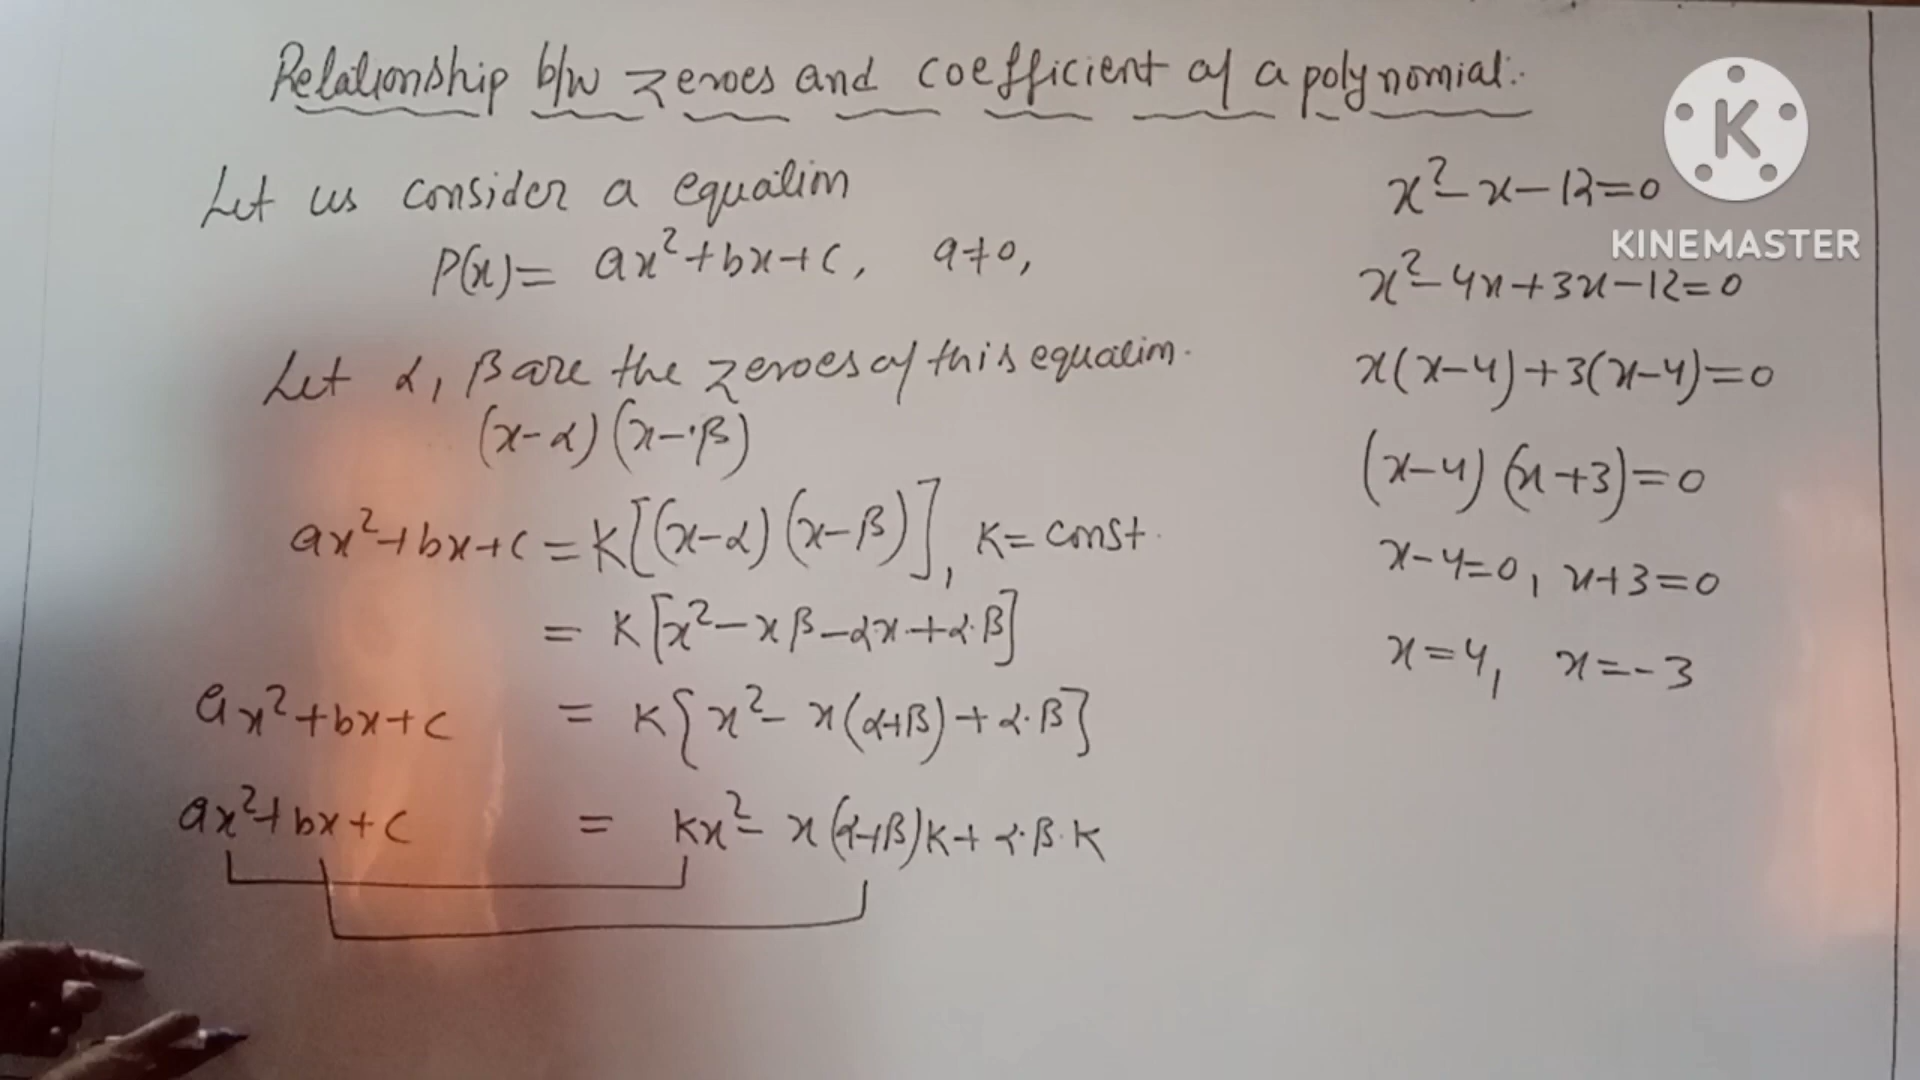 Relationship b/w zeroes and coefficient of a polynomial:
Let us consider a equation
P(x) = ax²+bx+c, a≠0,
Let α, β are the zeroes of this equation.
(x-α) (x-β)
ax²+bx+c = K[(x-α) (x-β)], K = const.
= K [x²-xβ-αx+α·β]
ax²+bx+c = K{x²- x(α+β)+α·β}
ax²+bx+c = Kx²- x(α+β)K+α·β·K
x²-x-12=0
x²-4x+3x-12=0
x(x-4)+3(x-4)=0
(x-4) (x+3)=0
x-4=0, x+3=0
x=4, x=-3
K
KINEMASTER